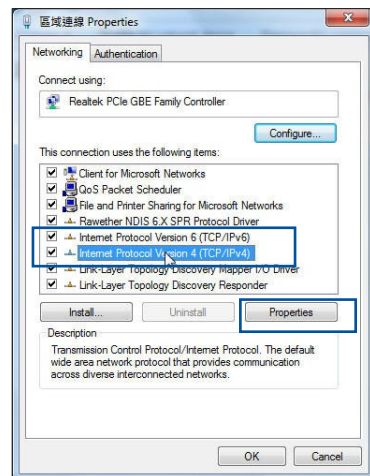 區域連線 Properties
Networking
Authentication
Connect using:
Realtek PCIe GBE Family Controller
Configure...
This connection uses the following items:
Client for Microsoft Networks
QoS Packet Scheduler
File and Printer Sharing for Microsoft Networks
Rawether NDIS 6.X SPR Protocol Driver
Internet Protocol Version 6 (TCP/IPv6)
Internet Protocol Version 4 (TCP/IPv4)
Link-Layer Topology Discovery Mapper I/O Driver
Link-Layer Topology Discovery Responder
Install...
Uninstall
Properties
Description
Transmission Control Protocol/Internet Protocol. The default
wide area network protocol that provides communication
across diverse interconnected networks.
OK
Cancel